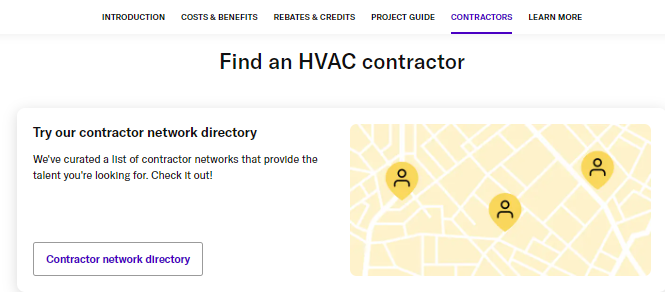 INTRODUCTION COSTS & BENEFITS REBATES & CREDITS PROJECT GUIDE CONTRACTORS LEARN MORE
Find an HVAC contractor
Try our contractor network directory
We've curated a list of contractor networks that provide the
talent you're looking for. Check it out!
Contractor network directory